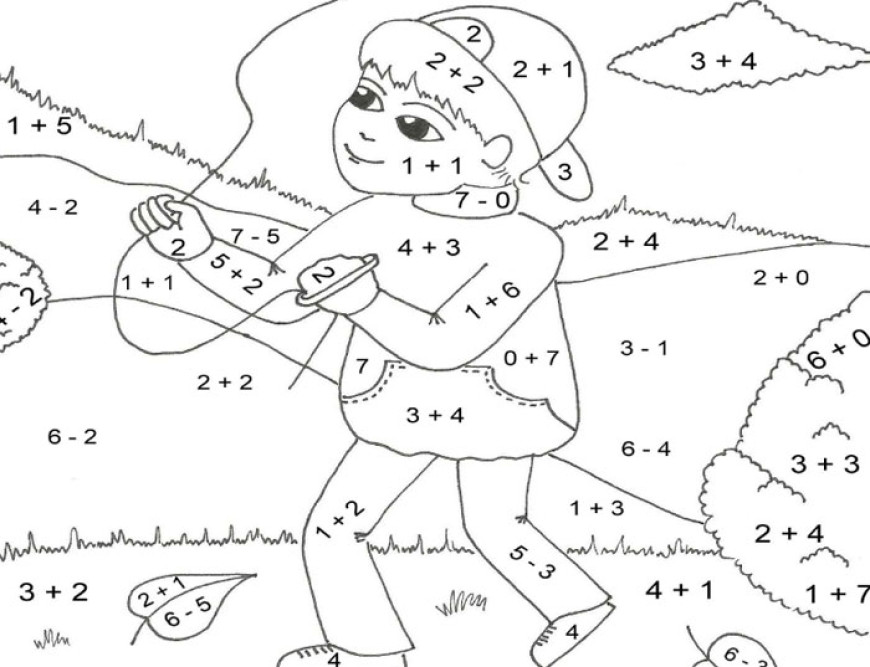 2
2 + 2
2 + 1
3 + 4
1 + 5
1 + 1
3
7 - 0
4 - 2
2
7 - 5
4 + 3
2 + 4
5 + 2
2
1 + 1
1 + 6
2 + 0
- 2
3 - 1
6 + 0
7
0 + 7
2 + 2
3 + 4
6 - 2
6 - 4
3 + 3
1 + 2
1 + 3
2 + 4
5 - 3
3 + 2
2 + 1
6 - 5
4 + 1
1 + 7
4
4
6 - 3